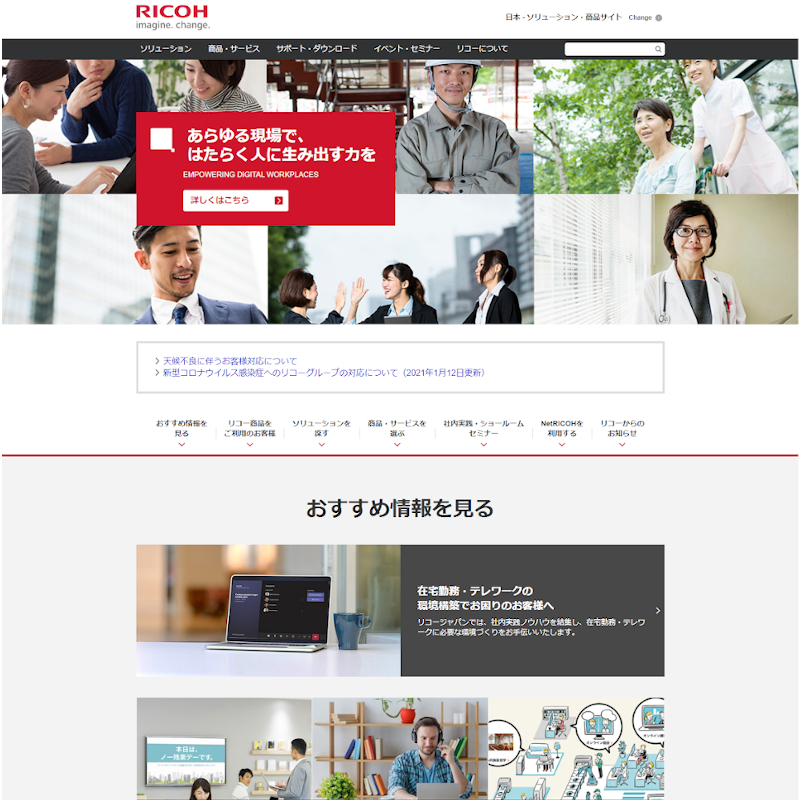 RICOH
imagine. change.
日本 - ソリューション・商品サイト Change
ソリューション 商品・サービス サポート・ダウンロード イベント・セミナー リコーについて
あらゆる現場で、
はたらく人に生み出す力を
EMPOWERING DIGITAL WORKPLACES
詳しくはこちら
天候不良に伴うお客様対応について
新型コロナウイルス感染症へのリコーグループの対応について（2021年1月12日更新）
おすすめ情報を
見る
リコー商品を
ご利用のお客様
ソリューションを
探す
商品・サービスを
選ぶ
社内実践・ショールーム
セミナー
NetRICOHを
利用する
リコーからの
お知らせ
おすすめ情報を見る
在宅勤務・テレワークの
環境構築でお困りのお客様へ
リコージャパンでは、社内実践ノウハウを結集し、在宅勤務・テレワ
ークに必要な環境づくりをお手伝いいたします。
本日は、
ノー残業デーです。
オンライン商談